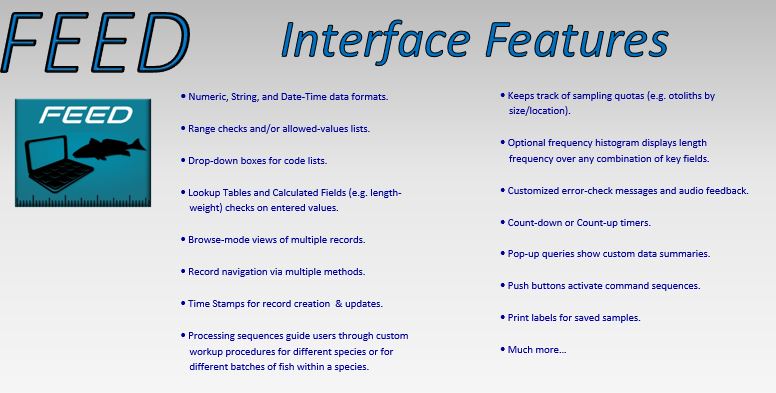 FEED
Interface Features
FEED
• Numeric, String, and Date-Time data formats.
• Range checks and/or allowed-values lists.
• Drop-down boxes for code lists.
• Lookup Tables and Calculated Fields (e.g. length-
weight) checks on entered values.
• Browse-mode views of multiple records.
• Record navigation via multiple methods.
• Time Stamps for record creation & updates.
• Processing sequences guide users through custom
workup procedures for different species or for
different batches of fish within a species.
• Keeps track of sampling quotas (e.g. otoliths by
size/location).
• Optional frequency histogram displays length
frequency over any combination of key fields.
• Customized error-check messages and audio feedback.
• Count-down or Count-up timers.
• Pop-up queries show custom data summaries.
• Push buttons activate command sequences.
• Print labels for saved samples.
• Much more...